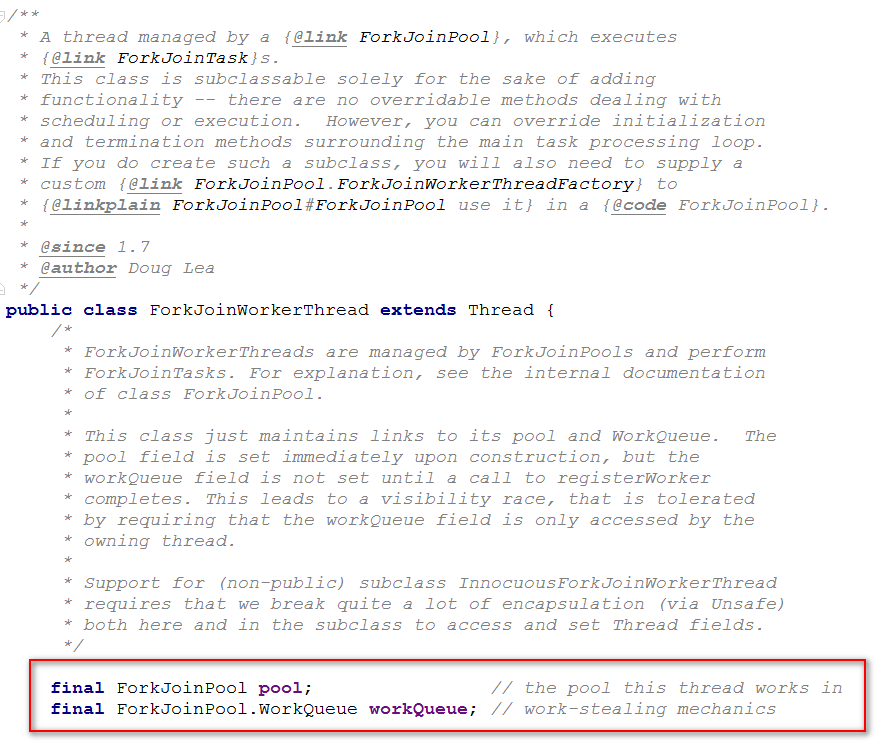 /**
* A thread managed by a {@link ForkJoinPool}, which executes
* {@link ForkJoinTask}s.
* This class is subclassable solely for the sake of adding
* functionality -- there are no overridable methods dealing with
* scheduling or execution.  However, you can override initialization
* and termination methods surrounding the main task processing loop.
* If you do create such a subclass, you will also need to supply a
* custom {@link ForkJoinPool.ForkJoinWorkerThreadFactory} to
* {@linkplain ForkJoinPool#ForkJoinPool use it} in a {@code ForkJoinPool}.
*
* @since 1.7
* @author Doug Lea
*/
public class ForkJoinWorkerThread extends Thread {
/*
* ForkJoinWorkerThreads are managed by ForkJoinPools and perform
* ForkJoinTasks. For explanation, see the internal documentation
* of class ForkJoinPool.
*
* This class just maintains links to its pool and WorkQueue.  The
* pool field is set immediately upon construction, but the
* workQueue field is not set until a call to registerWorker
* completes. This leads to a visibility race, that is tolerated
* by requiring that the workQueue field is only accessed by the
* owning thread.
*
* Support for (non-public) subclass InnocuousForkJoinWorkerThread
* requires that we break quite a lot of encapsulation (via Unsafe)
* both here and in the subclass to access and set Thread fields.
*/
final ForkJoinPool pool;                // the pool this thread works in
final ForkJoinPool.WorkQueue workQueue; // work-stealing mechanics